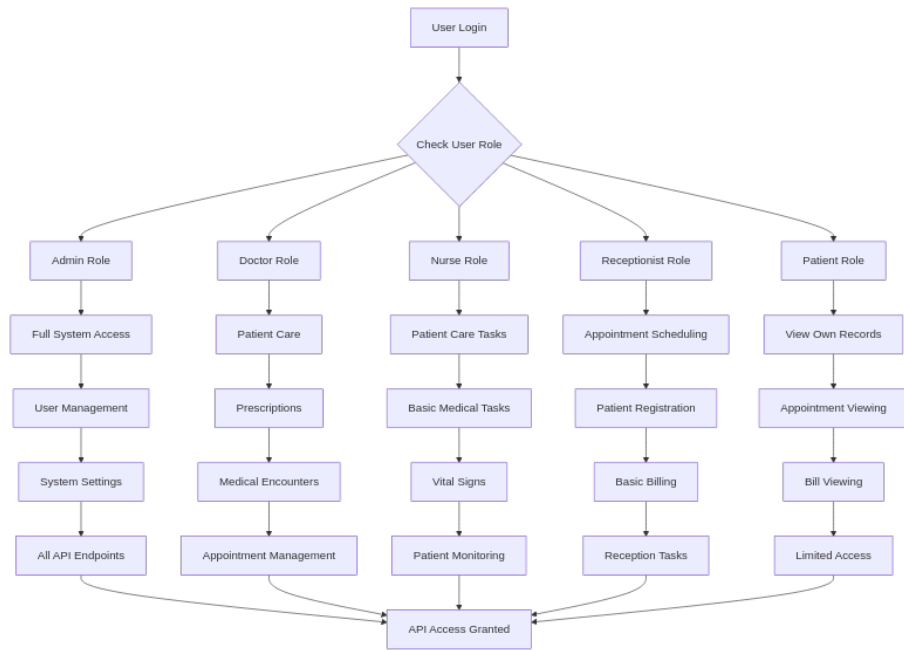 User Login
Check User Role
Admin Role
Doctor Role
Nurse Role
Receptionist Role
Patient Role
Full System Access
Patient Care
Patient Care Tasks
Appointment Scheduling
View Own Records
User Management
Prescriptions
Basic Medical Tasks
Patient Registration
Appointment Viewing
System Settings
Medical Encounters
Vital Signs
Basic Billing
Bill Viewing
All API Endpoints
Appointment Management
Patient Monitoring
Reception Tasks
Limited Access
API Access Granted